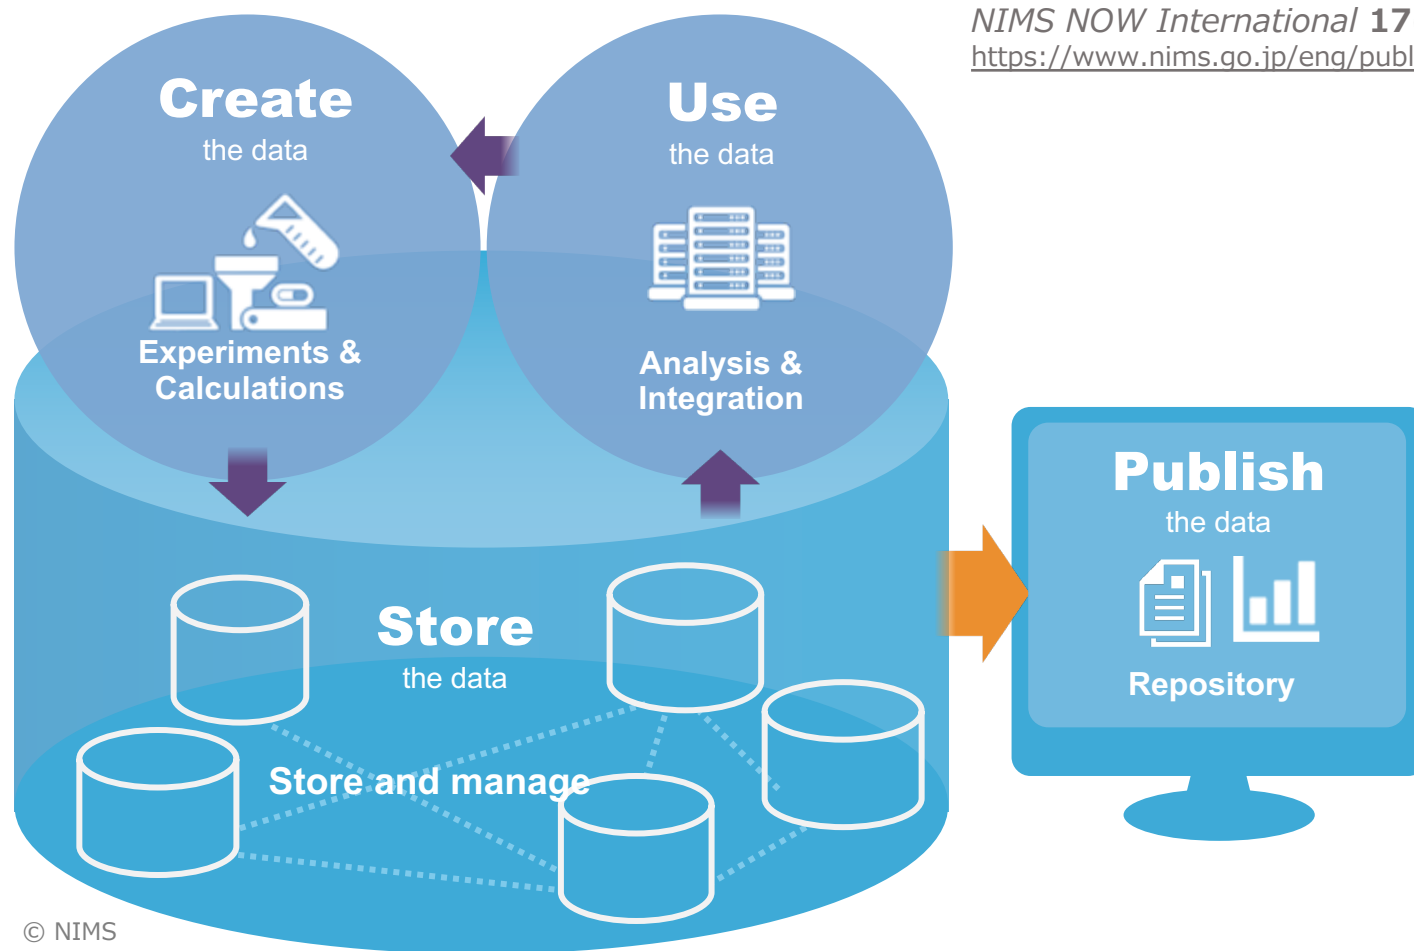 NIMS NOW International 17
https://www.nims.go.jp/eng/publ
Create
the data
Experiments &
Calculations
Use
the data
Analysis &
Integration
Store
the data
Store and manage
Publish
the data
Repository
© NIMS